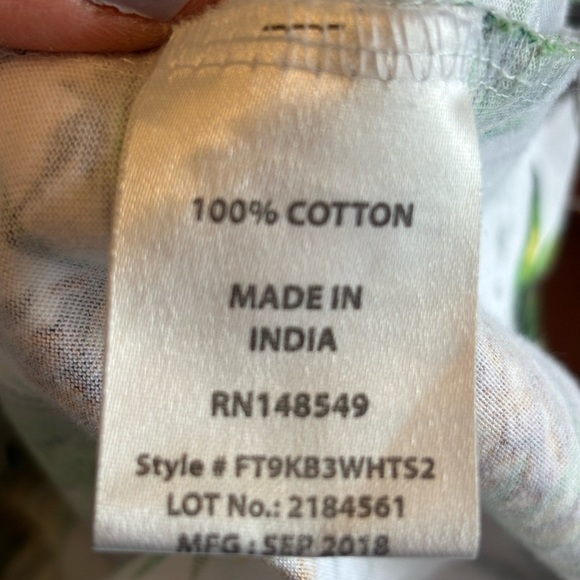 100% COTTON
MADE IN
INDIA
RN148549
Style # FT9KB3WHTS2
LOT No.: 2184561
MFG : SEP 2018